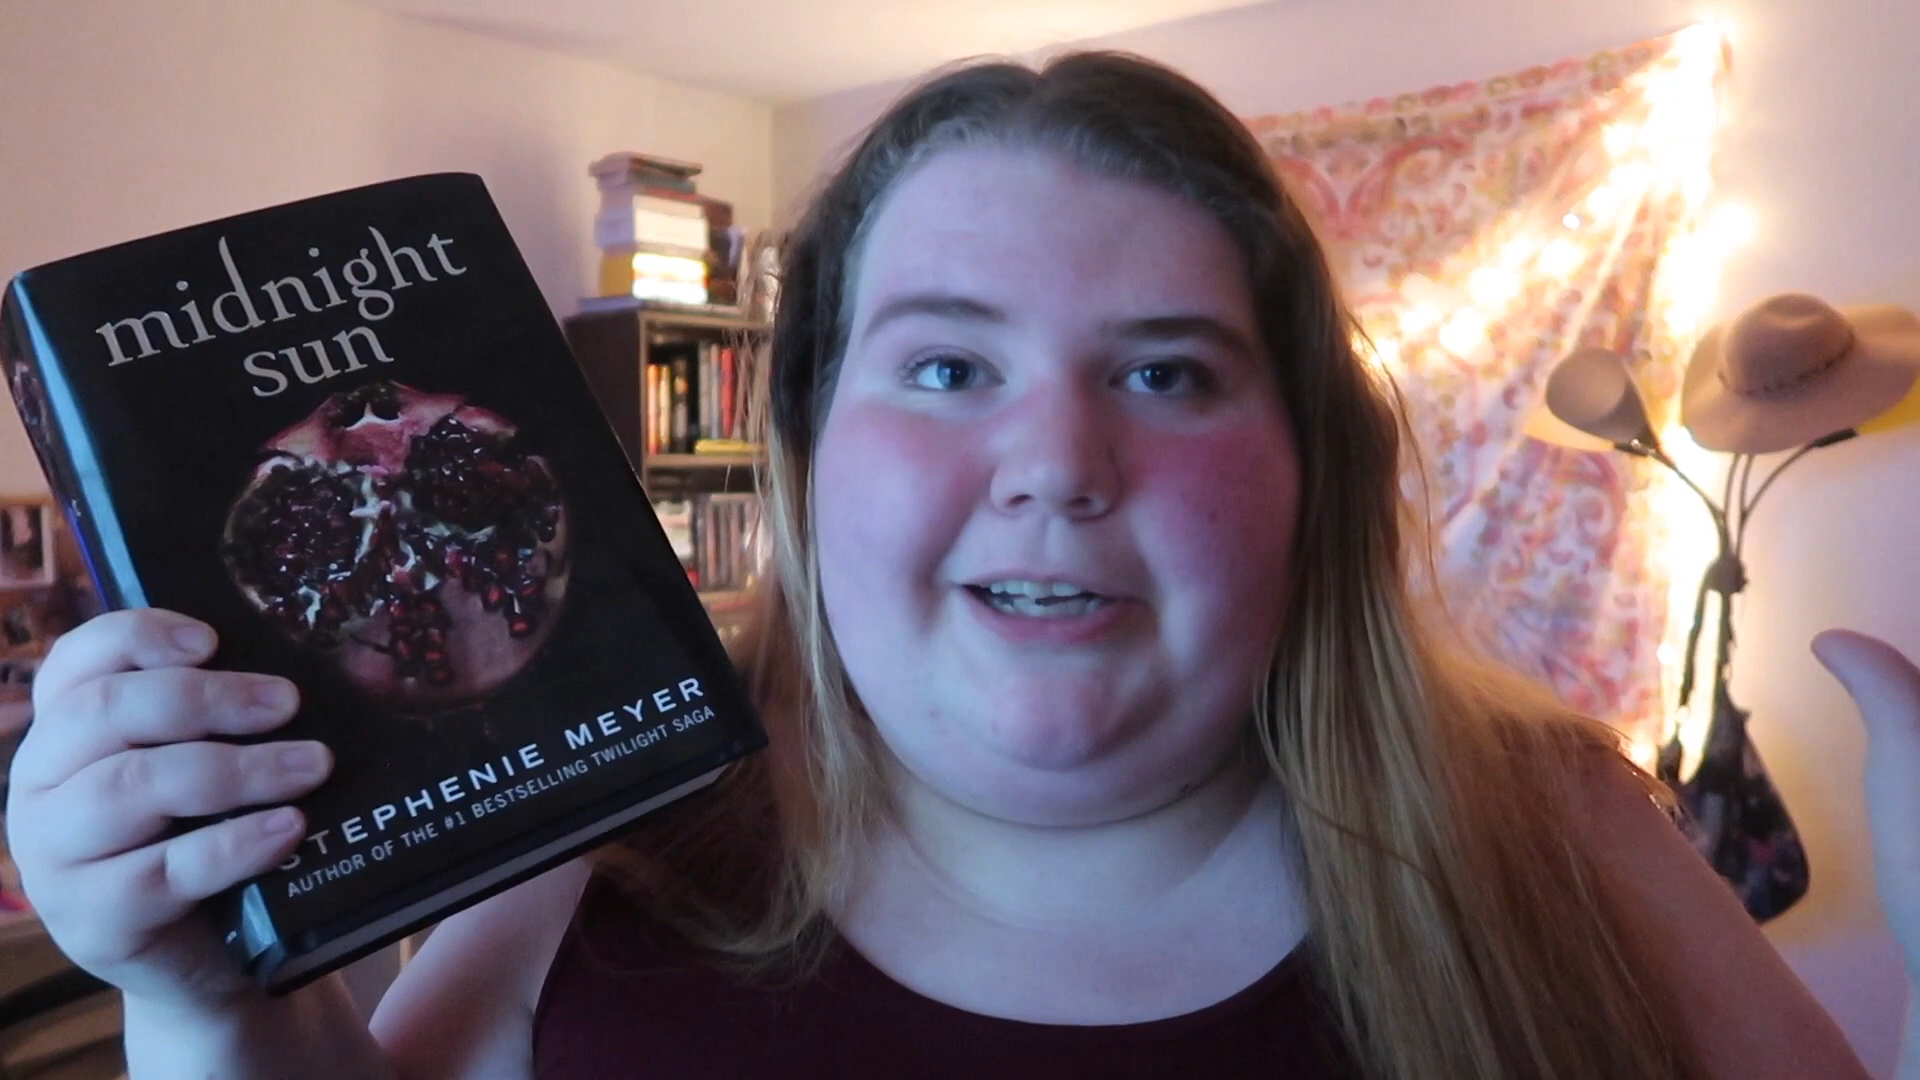 midnight
sun
STEPHENIE MEYER
AUTHOR OF THE #1 BESTSELLING TWILIGHT SAGA